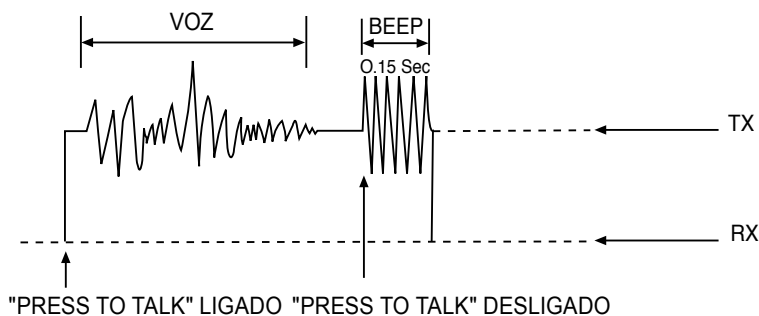 VOZ
BEEP
O.15 Sec
TX
RX
"PRESS TO TALK" LIGADO
"PRESS TO TALK" DESLIGADO